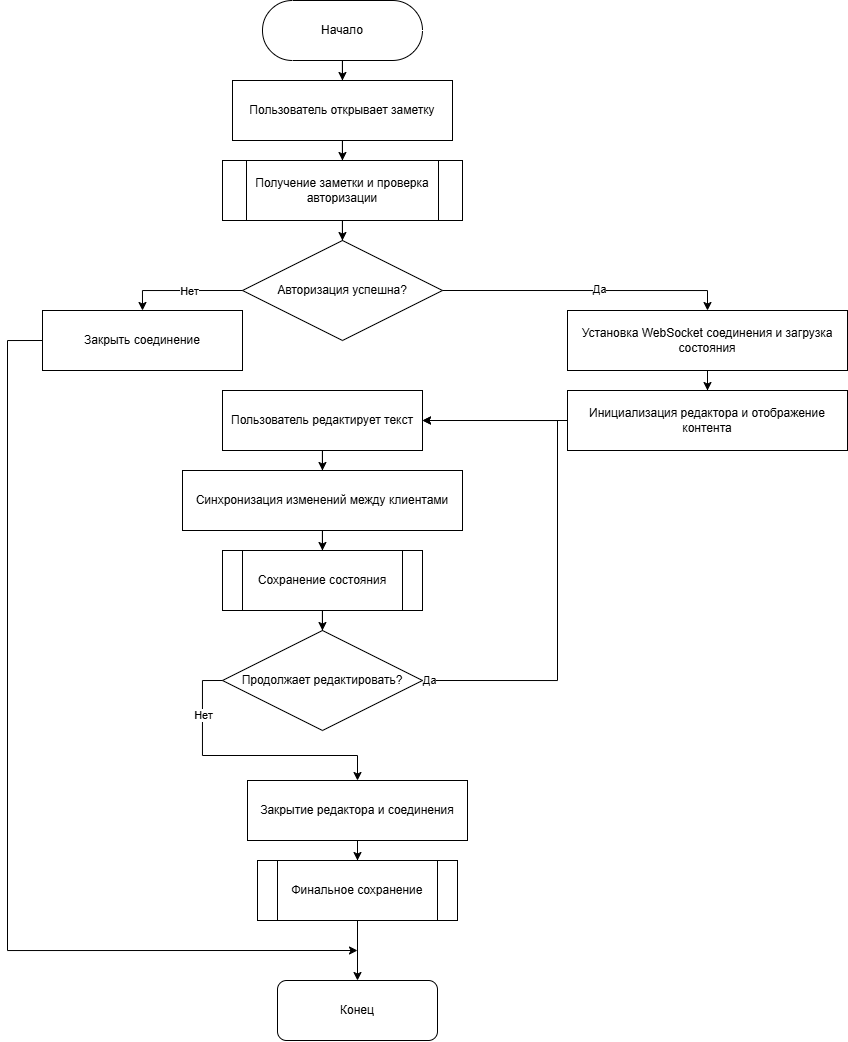 Начало
Пользователь открывает заметку
Получение заметки и проверка
авторизации
Авторизация успешна?
Нет
Да
Закрыть соединение
Установка WebSocket соединения и загрузка
состояния
Пользователь редактирует текст
Инициализация редактора и отображение
контента
Синхронизация изменений между клиентами
Сохранение состояния
Продолжает редактировать?
Да
Нет
Закрытие редактора и соединения
Финальное сохранение
Конец